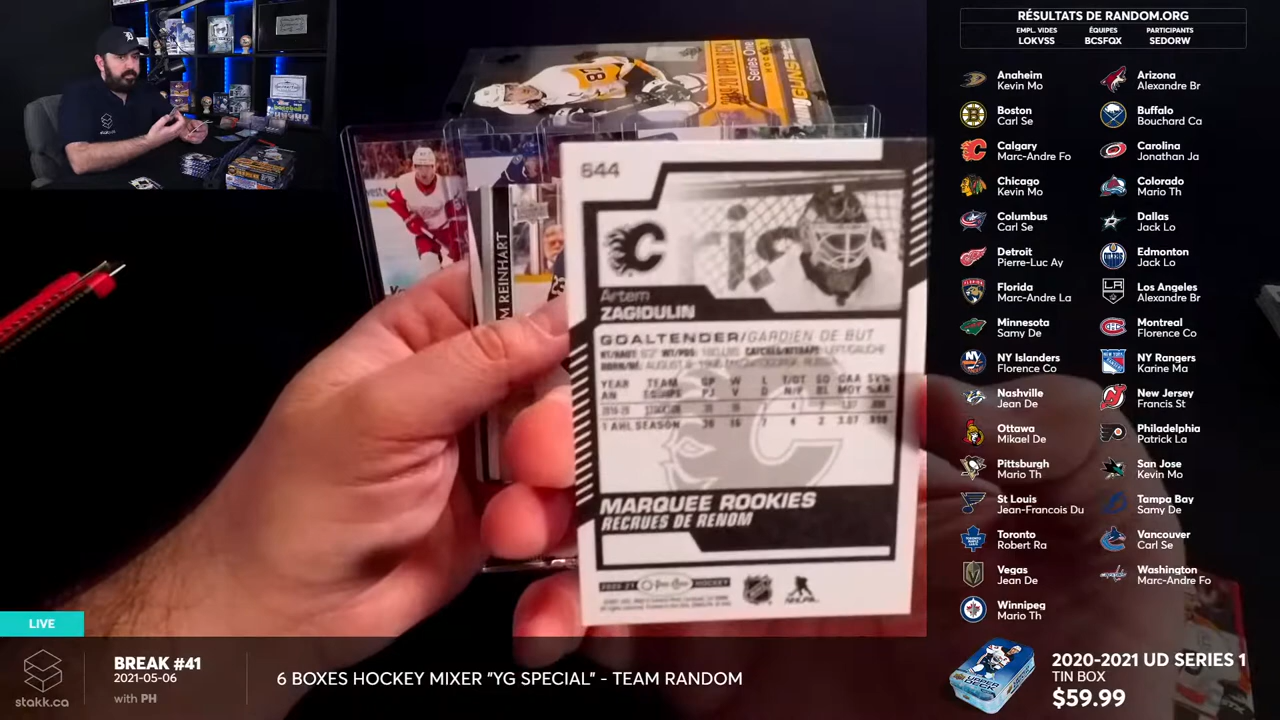 RÉSULTATS DE RANDOM.ORG
EMPL. VIDES
LOKVSS
ÉQUIPES
BCSFQX
PARTICIPANTS
SEDORW
Anaheim
Kevin Mo
Arizona
Alexandre Br
Boston
Carl Se
Buffalo
Bouchard Ca
Calgary
Marc-Andre Fo
Carolina
Jonathan Ja
Chicago
Kevin Mo
Colorado
Mario Th
Columbus
Carl Se
Dallas
Jack Lo
Detroit
Pierre-Luc Ay
Edmonton
Jack Lo
Florida
Marc-Andre La
Los Angeles
Alexandre Br
Minnesota
Samy De
Montreal
Florence Co
NY Islanders
Florence Co
NY Rangers
Karine Ma
Nashville
Jean De
New Jersey
Francis St
Ottawa
Mikael De
Philadelphia
Patrick La
Pittsburgh
Mario Th
San Jose
Kevin Mo
St Louis
Jean-Francois Du
Tampa Bay
Samy De
Toronto
Robert Ra
Vancouver
Carl Se
Vegas
Jean De
Washington
Marc-Andre Fo
Winnipeg
Mario Th
Series One
M REINHART
644
Artem
ZAGIDULIN
GOALTENDER/GARDIEN DE BUT
YEAR TEAM GP W L
1 AHL SEASON
MARQUEE ROOKIES
RECRUES DE RENOM
HOCKEY
LIVE
stakk.ca
BREAK #41
2021-05-06
with PH
6 BOXES HOCKEY MIXER "YG SPECIAL" - TEAM RANDOM
2020-2021 UD SERIES 1
TIN BOX
$59.99